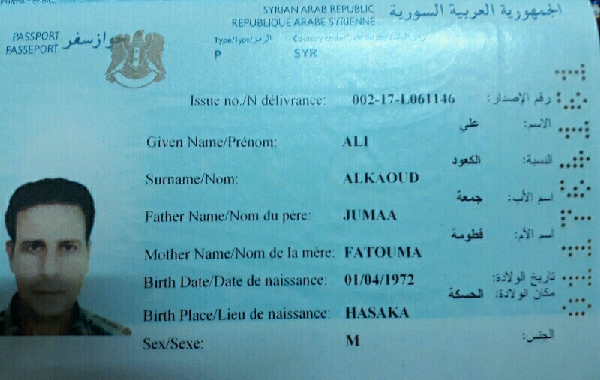 SYRIAN ARAB REPUBLIC الجمهورية العربية السورية
REPUBLIQUE ARABE SYRIENNE
PASSPORT جواز سفر
PASSEPORT
Type/Type/الرمز Country
P SYR
Issue no./N délivrance: 002-17-L061146 رقم الإصدار:
علي الاسم:
Given Name/Prénom: ALI
الكعود النسبة:
Surname/Nom: ALKAOUD
جمعة اسم الأب:
Father Name/Nom du père: JUMAA
فطومة اسم الأم:
Mother Name/Nom de la mère: FATOUMA
تاريخ الولادة:
Birth Date/Date de naissance: 01/04/1972
الحسكة مكان الولادة:
Birth Place/Lieu de naissance: HASAKA
الجنس:
Sex/Sexe: M